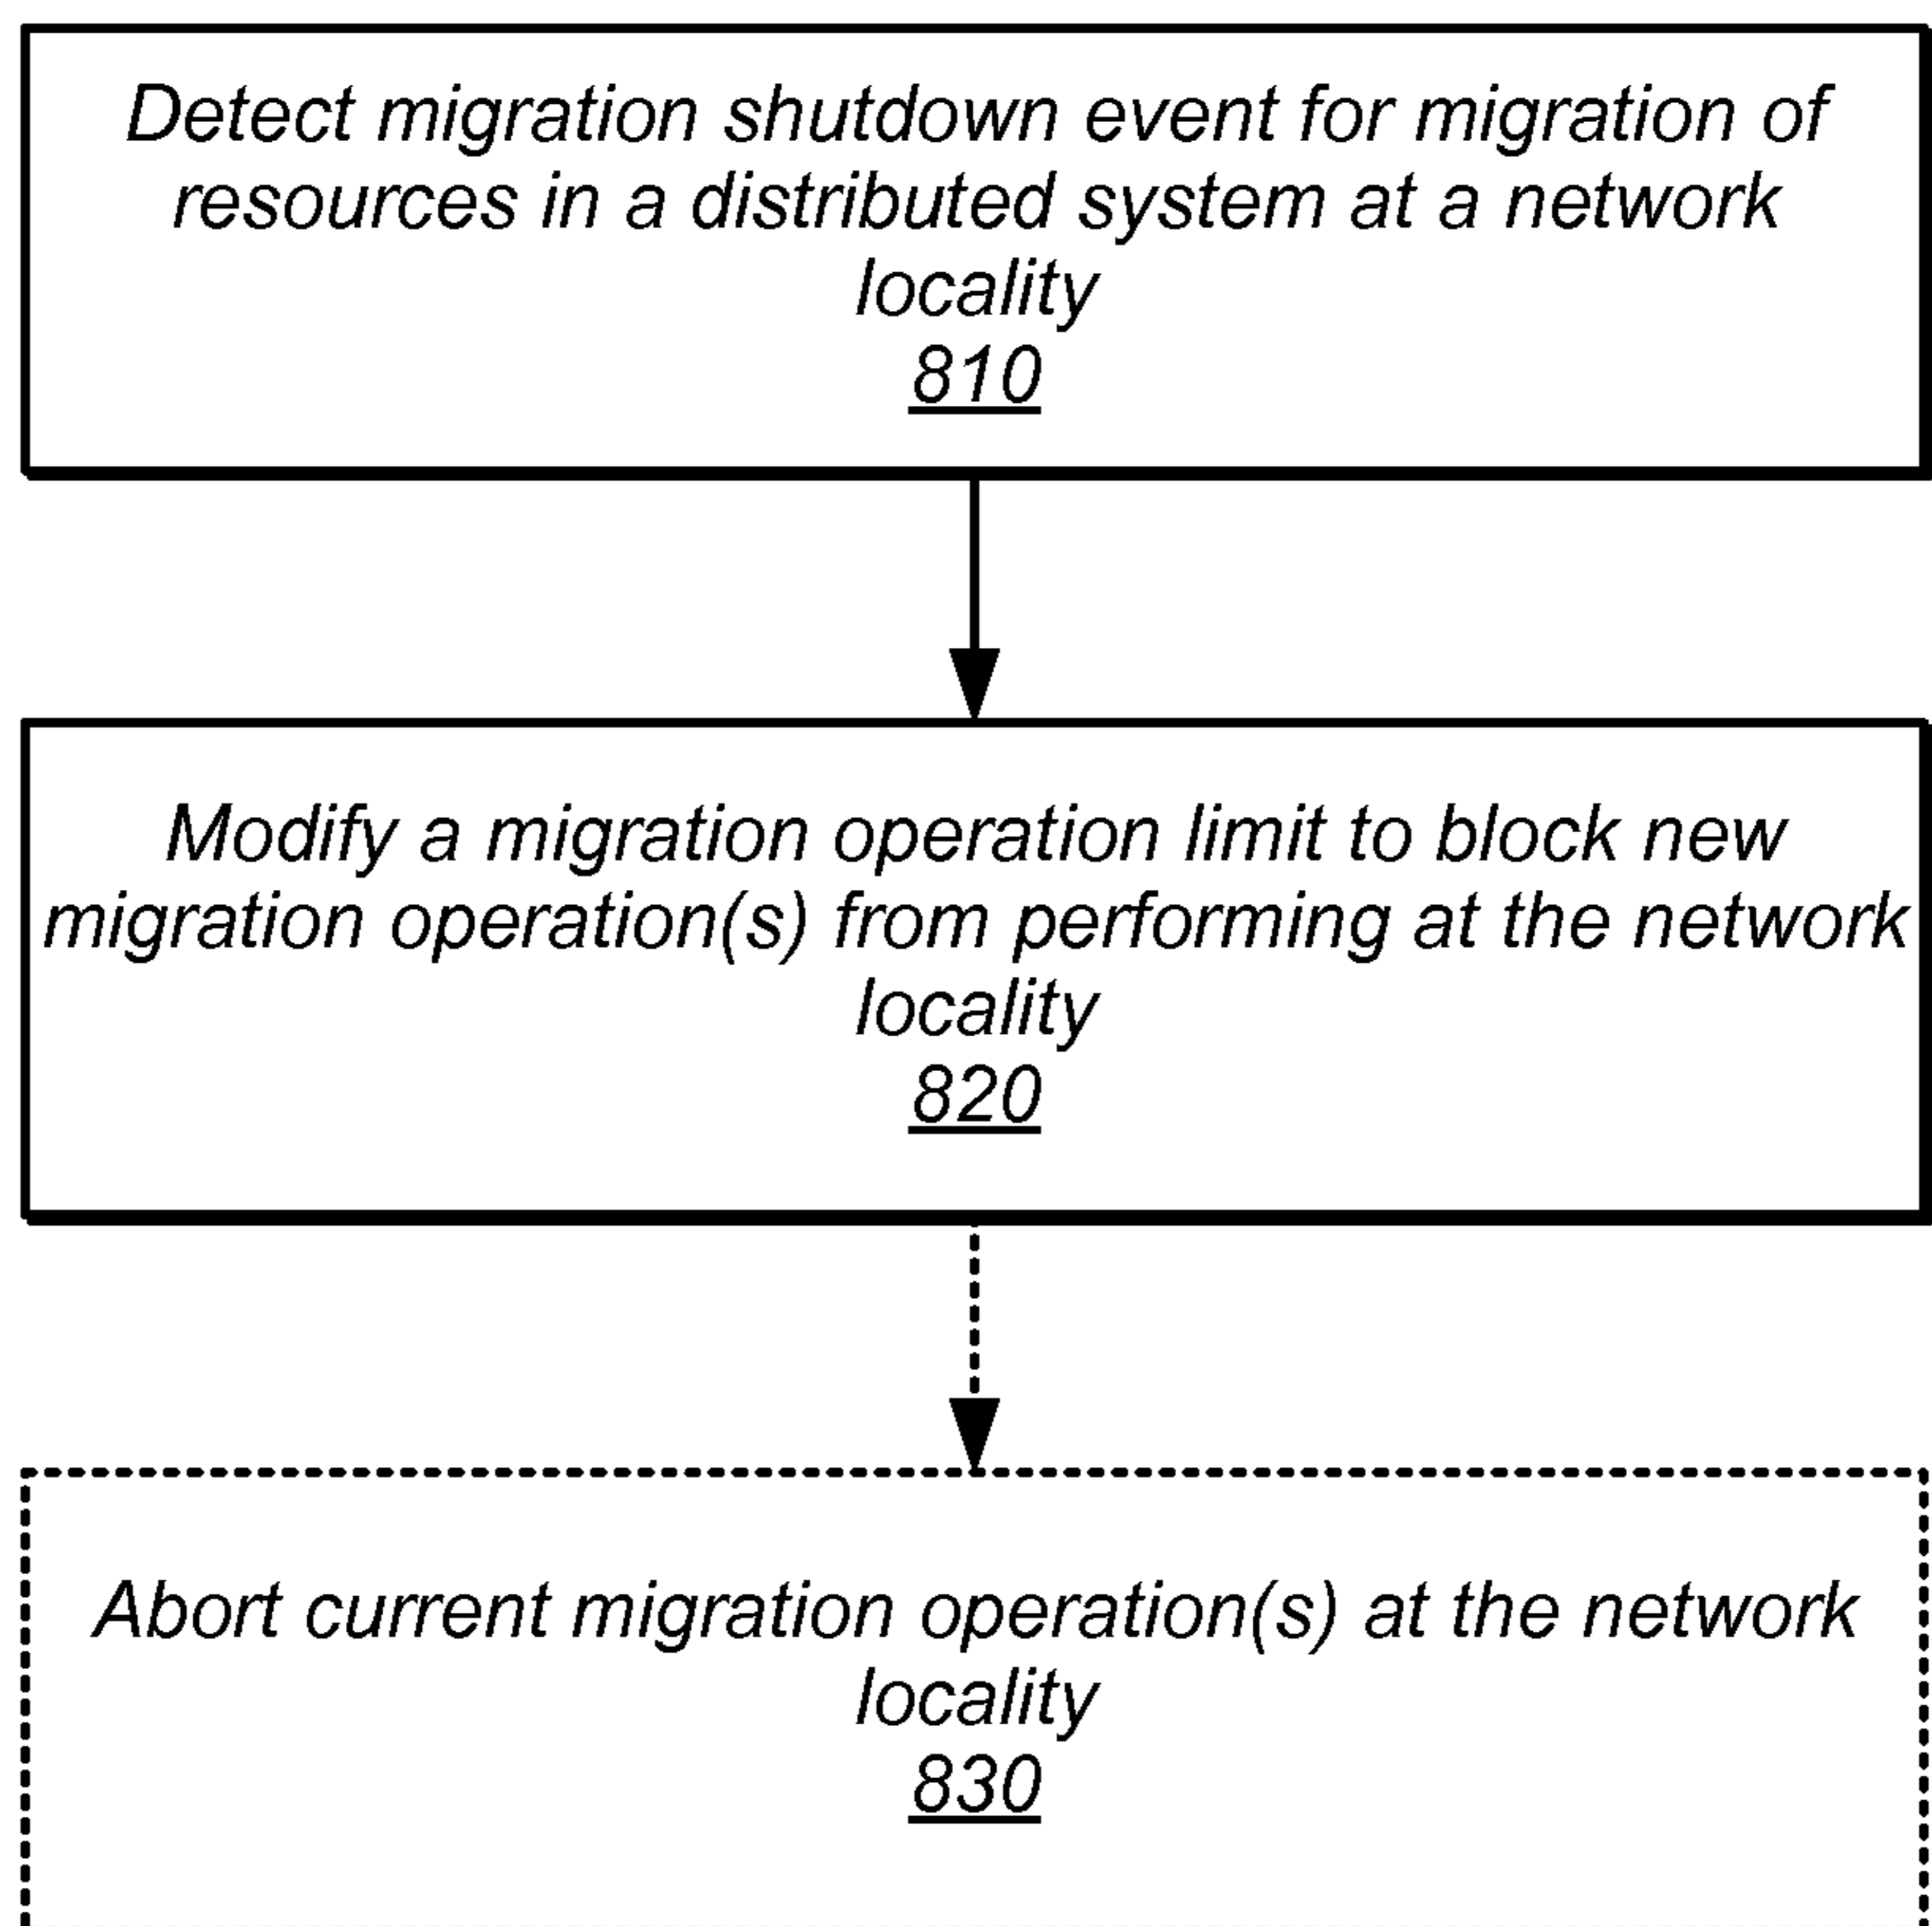 Detect migration shutdown event for migration of
resources in a distributed system at a network
locality
810
Modify a migration operation limit to block new
migration operation(s) from performing at the network
locality
820
Abort current migration operation(s) at the network
locality
830